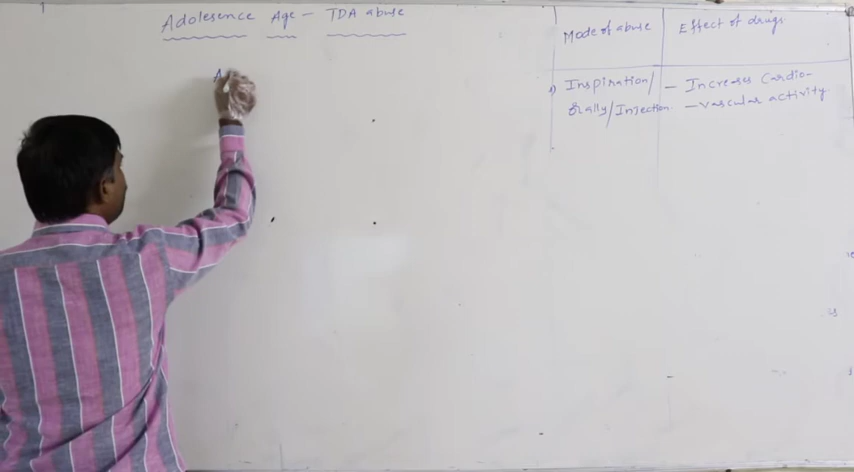 Adolesence Age - TDA abuse
A
Mode of abuse
Effect of drugs.
1) Inspiration/
Orally/Injection.
- Increases Cardio-
- vascular activity.